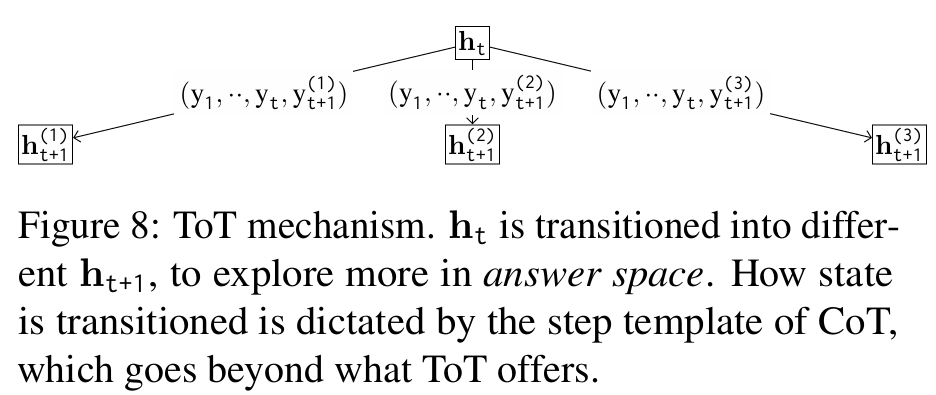 h_t
(y_1, ··, y_t, y_{t+1}^{(1)}) (y_1, ··, y_t, y_{t+1}^{(2)}) (y_1, ··, y_t, y_{t+1}^{(3)})
h_{t+1}^{(1)} h_{t+1}^{(2)} h_{t+1}^{(3)}
Figure 8: ToT mechanism. h_t is transitioned into differ-
ent h_{t+1}, to explore more in answer space. How state
is transitioned is dictated by the step template of CoT,
which goes beyond what ToT offers.